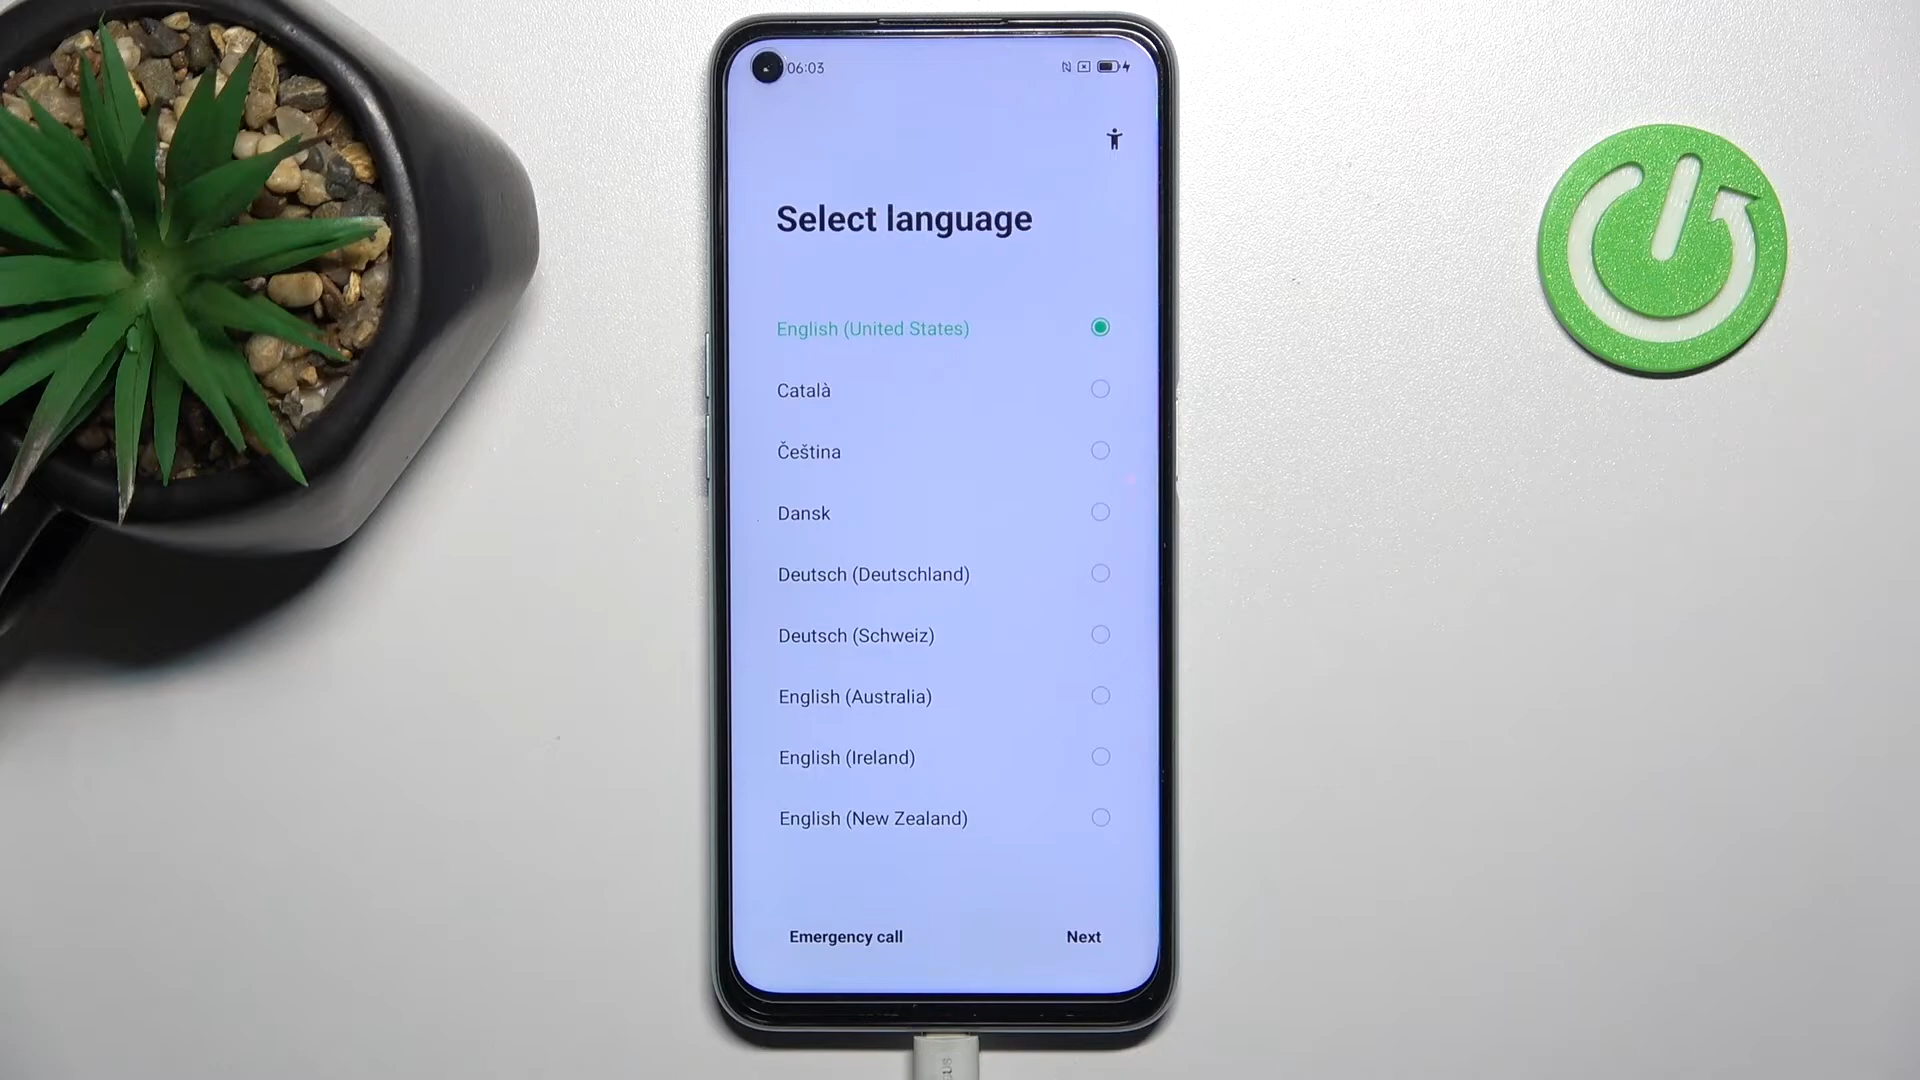 06:03
Select language
English (United States)
Català
Čeština
Dansk
Deutsch (Deutschland)
Deutsch (Schweiz)
English (Australia)
English (Ireland)
English (New Zealand)
Emergency call
Next